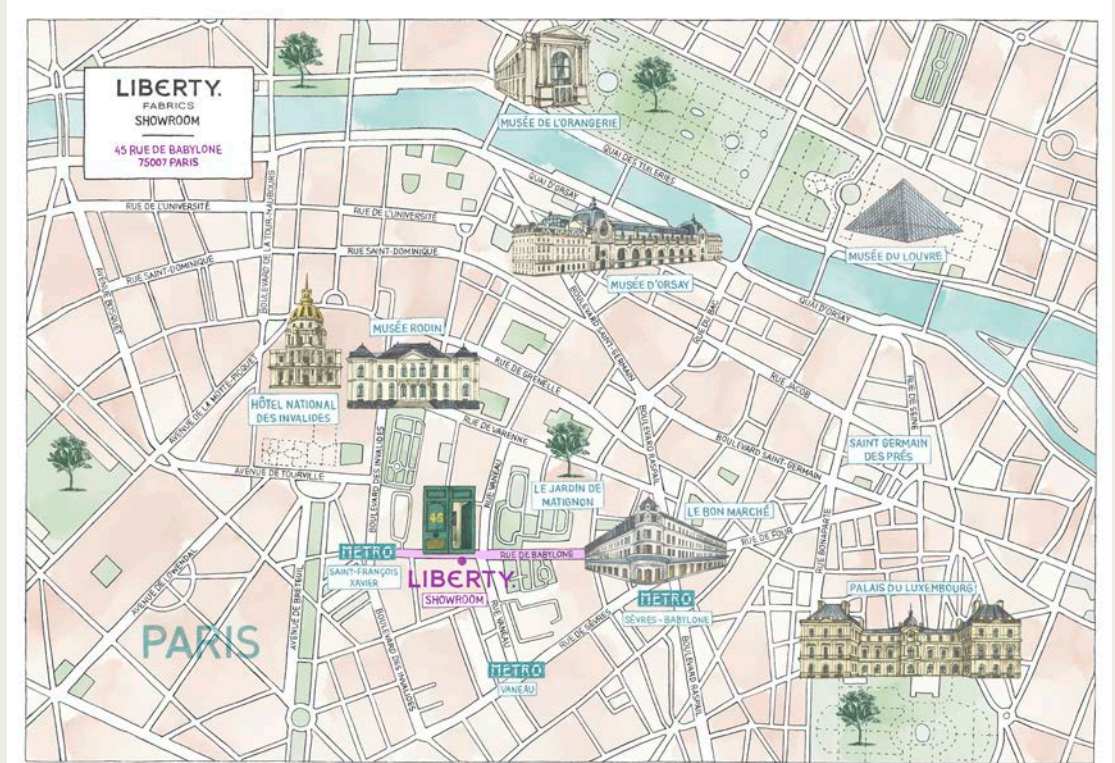 LIBERTY.
FABRICS
SHOWROOM
45 RUE DE BABYLONE
75007 PARIS
MUSÉE DE L'ORANGERIE
QUAI DES TUILERIES
QUAI D'ORSAY
RUE DE L'UNIVERSITÉ
RUE DE L'UNIVERSITÉ
BOULEVARD DE LA TOUR-MAUBOURG
RUE SAINT-DOMINIQUE
RUE SAINT-DOMINIQUE
AVENUE BOSQUET
MUSÉE DU LOUVRE
MUSÉE D'ORSAY
QUAI D'ORSAY
BOULEVARD SAINT-GERMAIN
RUE DU BAC
MUSÉE RODIN
RUE DE GRENELLE
RUE JACOB
RUE DE SEINE
AVENUE DE LA MOTTE-PICQUET
HÔTEL NATIONAL
DES INVALIDES
RUE DE VARENNE
BOULEVARD RASPAIL
BOULEVARD SAINT-GERMAIN
SAINT GERMAIN
DES PRÉS
AVENUE DE TOURVILLE
BOULEVARD DES INVALIDES
RUE VANEAU
LE JARDIN DE
MATIGNON
LE BON MARCHÉ
45
RUE DE FOUR
RUE BONAPARTE
METRO
SAINT-FRANÇOIS
XAVIER
RUE DE BABYLONE
LIBERTY.
SHOWROOM
METRO
SÈVRES - BABYLONE
PALAIS DU LUXEMBOURG
AVENUE DE LOWENDAL
AVENUE DE BRETEUIL
PARIS
BOULEVARD DES INVALIDES
RUE VANEAU
RUE DE SÈVRES
METRO
VANEAU
BOULEVARD RASPAIL